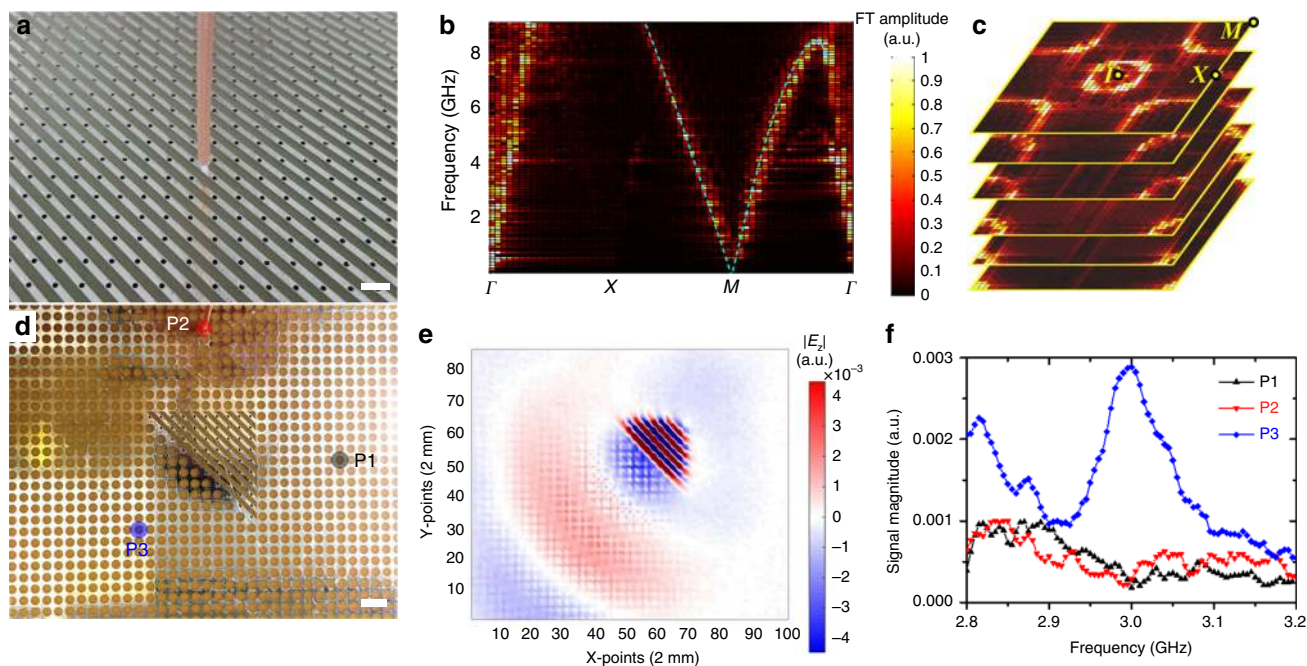 a
b
Frequency (GHz)
8
6
4
2
Γ
X
M
Γ
FT amplitude
(a.u.)
1
0.9
0.8
0.7
0.6
0.5
0.4
0.3
0.2
0.1
0
c
M
Γ
X
d
P2
P1
P3
e
Y-points (2 mm)
80
70
60
50
40
30
20
10
10 20 30 40 50 60 70 80 90 100
X-points (2 mm)
|Ez|
(a.u.)
×10⁻³
4
3
2
1
0
−1
−2
−3
−4
f
Signal magnitude (a.u.)
0.003
0.002
0.001
0.000
P1
P2
P3
2.8 2.9 3.0 3.1 3.2
Frequency (GHz)